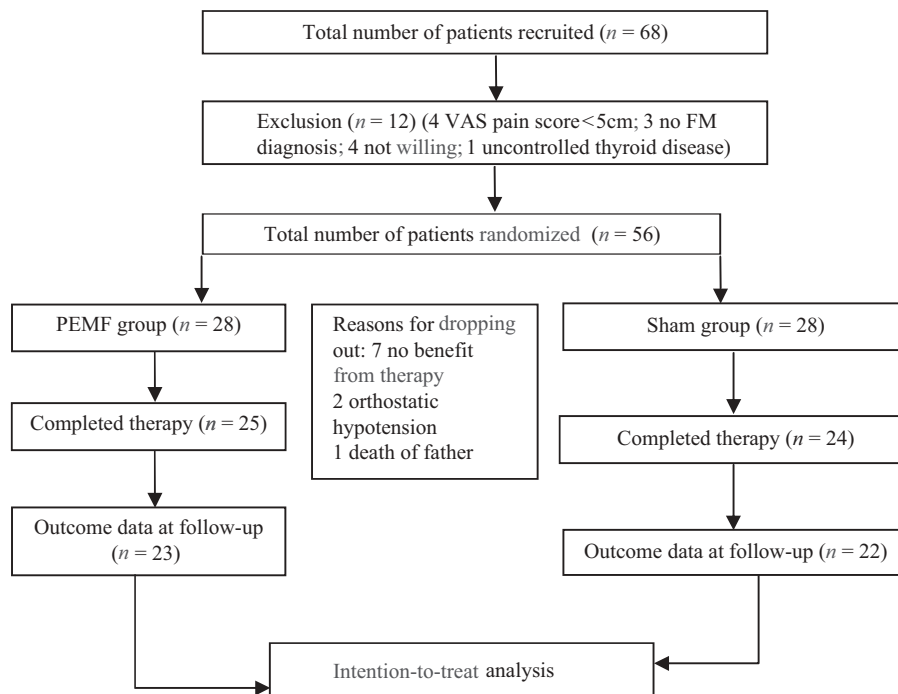 Total number of patients recruited (n = 68)
Exclusion (n = 12) (4 VAS pain score<5cm; 3 no FM
diagnosis; 4 not willing; 1 uncontrolled thyroid disease)
Total number of patients randomized (n = 56)
PEMF group (n = 28)
Reasons for dropping
out: 7 no benefit
from therapy
2 orthostatic
hypotension
1 death of father
Sham group (n = 28)
Completed therapy (n = 25)
Completed therapy (n = 24)
Outcome data at follow-up
(n = 23)
Outcome data at follow-up (n = 22)
Intention-to-treat analysis